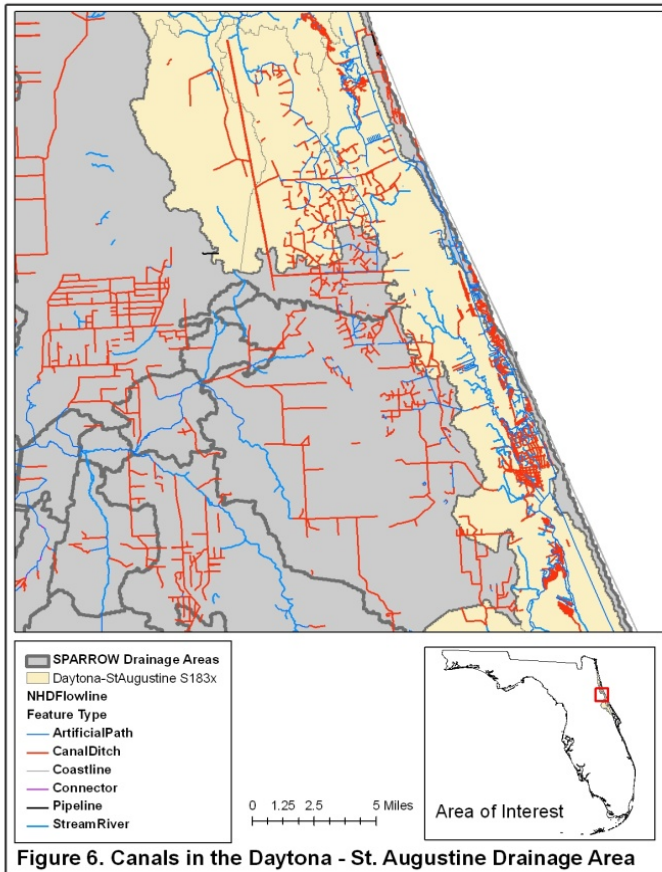 SPARROW Drainage Areas
Daytona-StAugustine S183x
NHDFlowline
Feature Type
ArtificialPath
CanalDitch
Coastline
Connector
Pipeline
StreamRiver
0 1.25 2.5 5 Miles
Area of Interest
Figure 6. Canals in the Daytona - St. Augustine Drainage Area